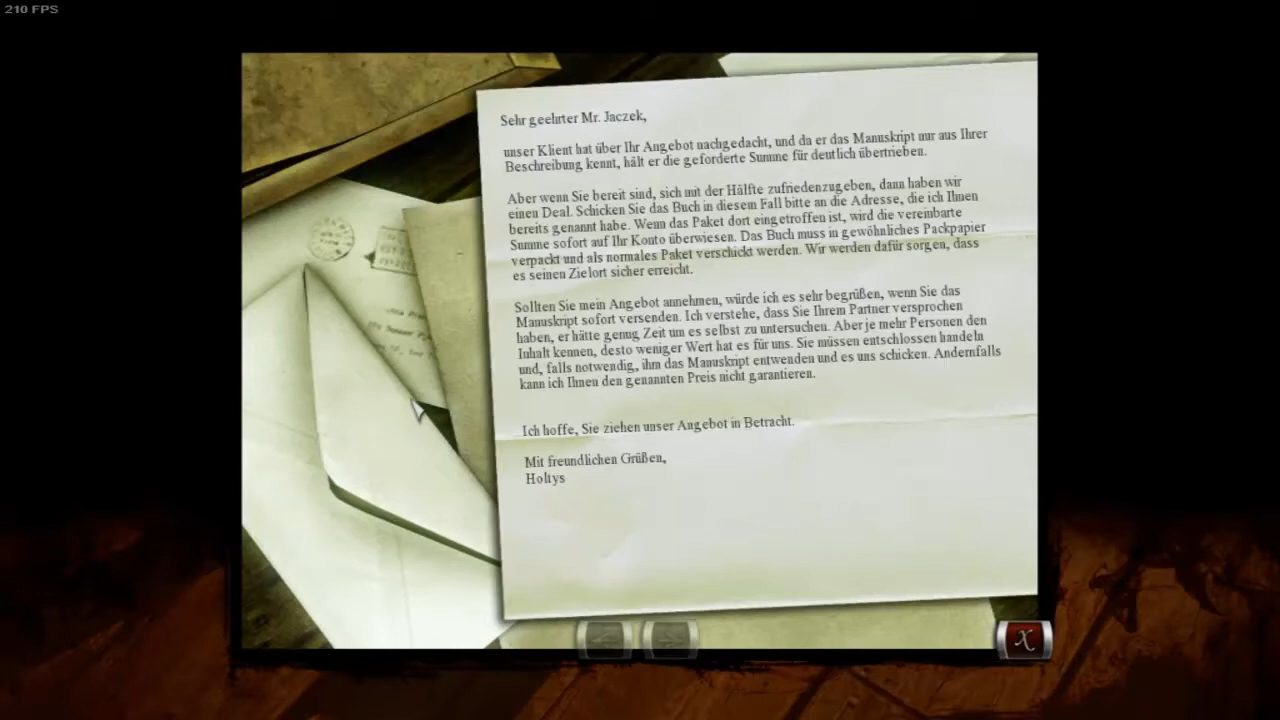 210 FPS
Sehr geehrter Mr. Jaczek,
unser Klient hat über Ihr Angebot nachgedacht, und da er das Manuskript nur aus Ihrer
Beschreibung kennt, hält er die geforderte Summe für deutlich übertrieben.
Aber wenn Sie bereit sind, sich mit der Hälfte zufriedenzugeben, dann haben wir
einen Deal. Schicken Sie das Buch in diesem Fall bitte an die Adresse, die ich Ihnen
bereits genannt habe. Wenn das Paket dort eingetroffen ist, wird die vereinbarte
Summe sofort auf Ihr Konto überwiesen. Das Buch muss in gewöhnliches Packpapier
verpackt und als normales Paket verschickt werden. Wir werden dafür sorgen, dass
es seinen Zielort sicher erreicht.
Sollten Sie mein Angebot annehmen, würde ich es sehr begrüßen, wenn Sie das
Manuskript sofort versenden. Ich verstehe, dass Sie Ihrem Partner versprochen
haben, er hätte genug Zeit um es selbst zu untersuchen. Aber je mehr Personen den
Inhalt kennen, desto weniger Wert hat es für uns. Sie müssen entschlossen handeln
und, falls notwendig, ihm das Manuskript entwenden und es uns schicken. Andernfalls
kann ich Ihnen den genannten Preis nicht garantieren.
Ich hoffe, Sie ziehen unser Angebot in Betracht.
Mit freundlichen Grüßen,
Holtys
X